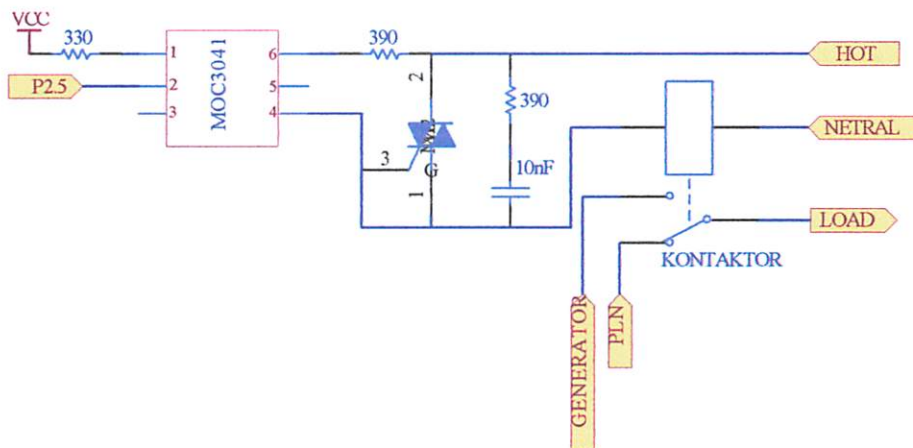 VCC
330
390
1
6
HOT
2
P2.5
2
MOC3041
5
390
3
4
NETRAL
3
G
10nF
1
LOAD
KONTAKTOR
GENERATOR
PLN